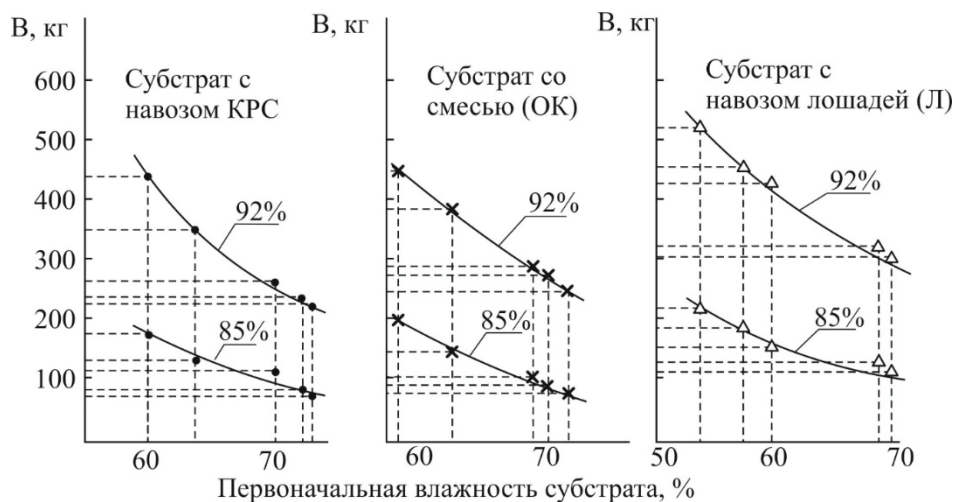 В, кг
В, кг
В, кг
600
500
400
300
200
100
Субстрат с
навозом КРС
92%
85%
60
70
Субстрат со
смесью (ОК)
92%
85%
60
70
Субстрат с
навозом лошадей (Л)
92%
85%
50
60
70
Первоначальная влажность субстрата, %